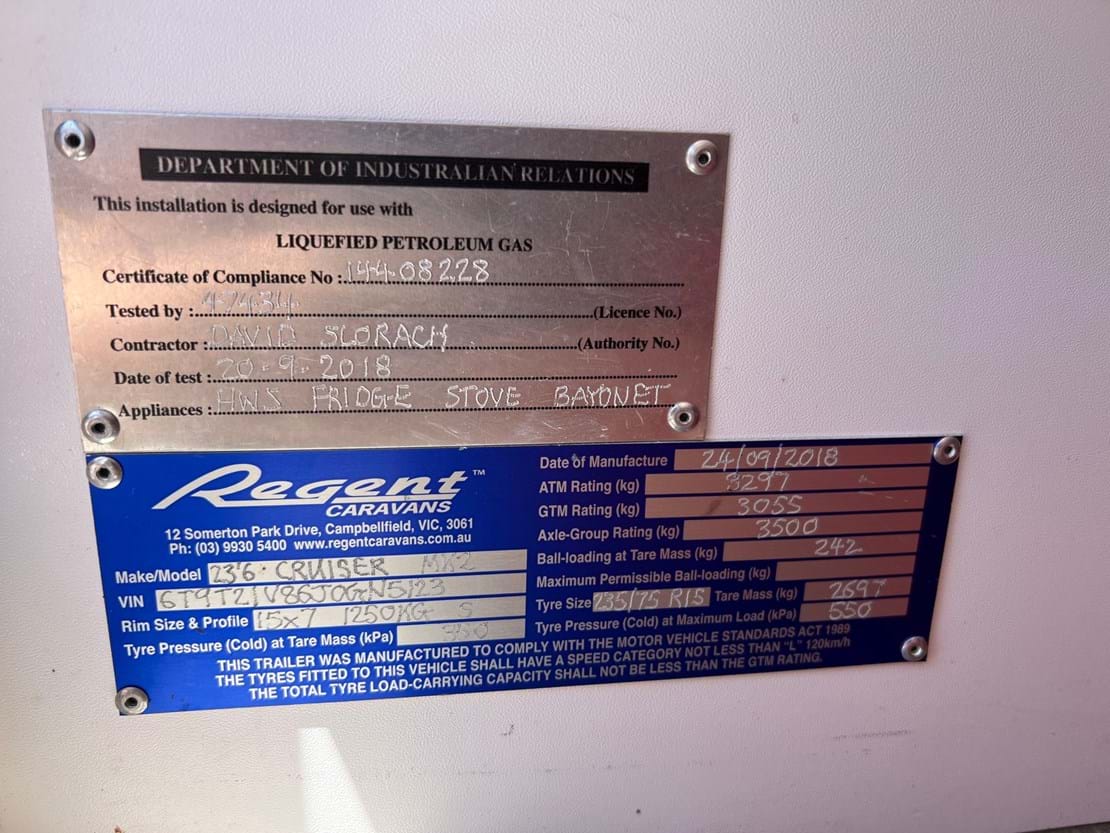 DEPARTMENT OF INDUSTRALIAN RELATIONS
This installation is designed for use with
LIQUEFIED PETROLEUM GAS
Certificate of Compliance No : 14408228
Tested by : (Licence No.)
Contractor : DAVID SLORACH (Authority No.)
Date of test : 20-9-2018
Appliances : HWS FRIDGE STOVE BAYONET
Regent™
CARAVANS
12 Somerton Park Drive, Campbellfield, VIC, 3061
Ph: (03) 9930 5400 www.regentcaravans.com.au
Make/Model 23'6 CRUISER MX2
VIN
Rim Size & Profile 15x7 1250KG S
Tyre Pressure (Cold) at Tare Mass (kPa)
Date of Manufacture 24/09/2018
ATM Rating (kg) 3297
GTM Rating (kg) 3055
Axle-Group Rating (kg) 3500
Ball-loading at Tare Mass (kg) 242
Maximum Permissible Ball-loading (kg)
Tyre Size 235/75 R15 Tare Mass (kg) 2697
Tyre Pressure (Cold) at Maximum Load (kPa) 550
THIS TRAILER WAS MANUFACTURED TO COMPLY WITH THE MOTOR VEHICLE STANDARDS ACT 1989
THE TYRES FITTED TO THIS VEHICLE SHALL HAVE A SPEED CATEGORY NOT LESS THAN "L" 120km/h
THE TOTAL TYRE LOAD-CARRYING CAPACITY SHALL NOT BE LESS THAN THE GTM RATING.